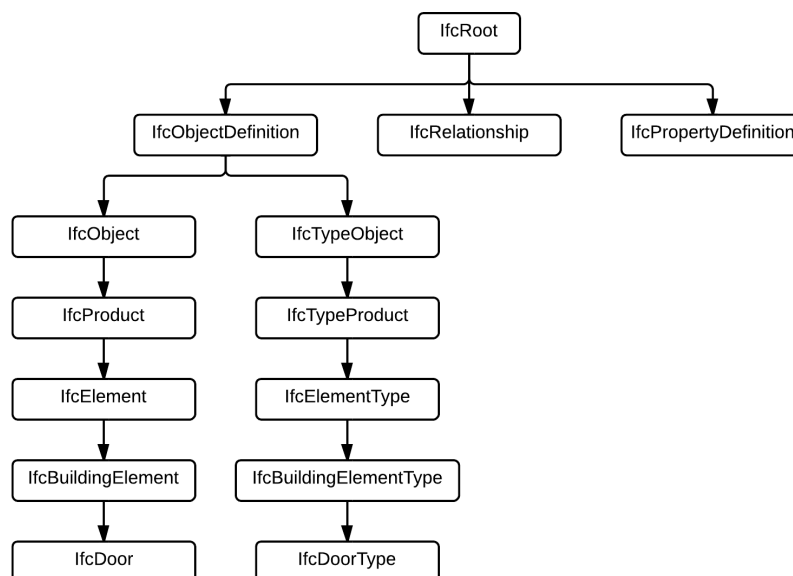 IfcRoot
IfcObjectDefinition
IfcRelationship
IfcPropertyDefinition
IfcObject
IfcTypeObject
IfcProduct
IfcTypeProduct
IfcElement
IfcElementType
IfcBuildingElement
IfcBuildingElementType
IfcDoor
IfcDoorType